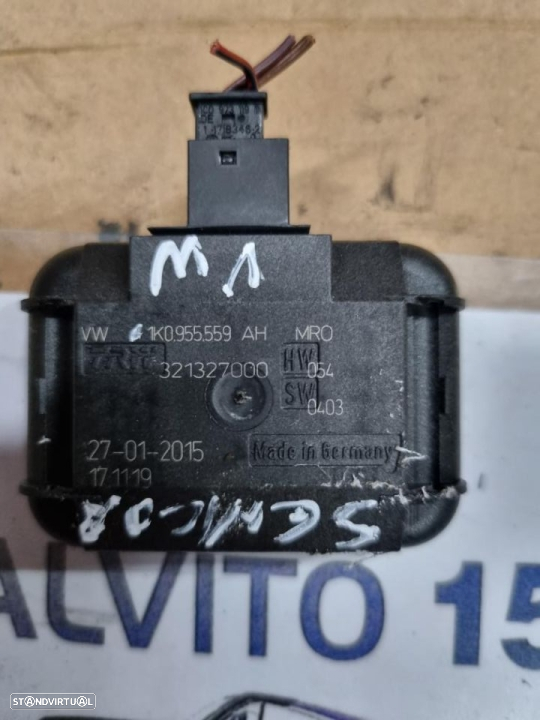 M1
VW 1K0.955.559 AH MRO
321327000 HW 054
SW 0403
27-01-2015 Made in Germany
171119
ALVITO 15
STANDVIRTUAL